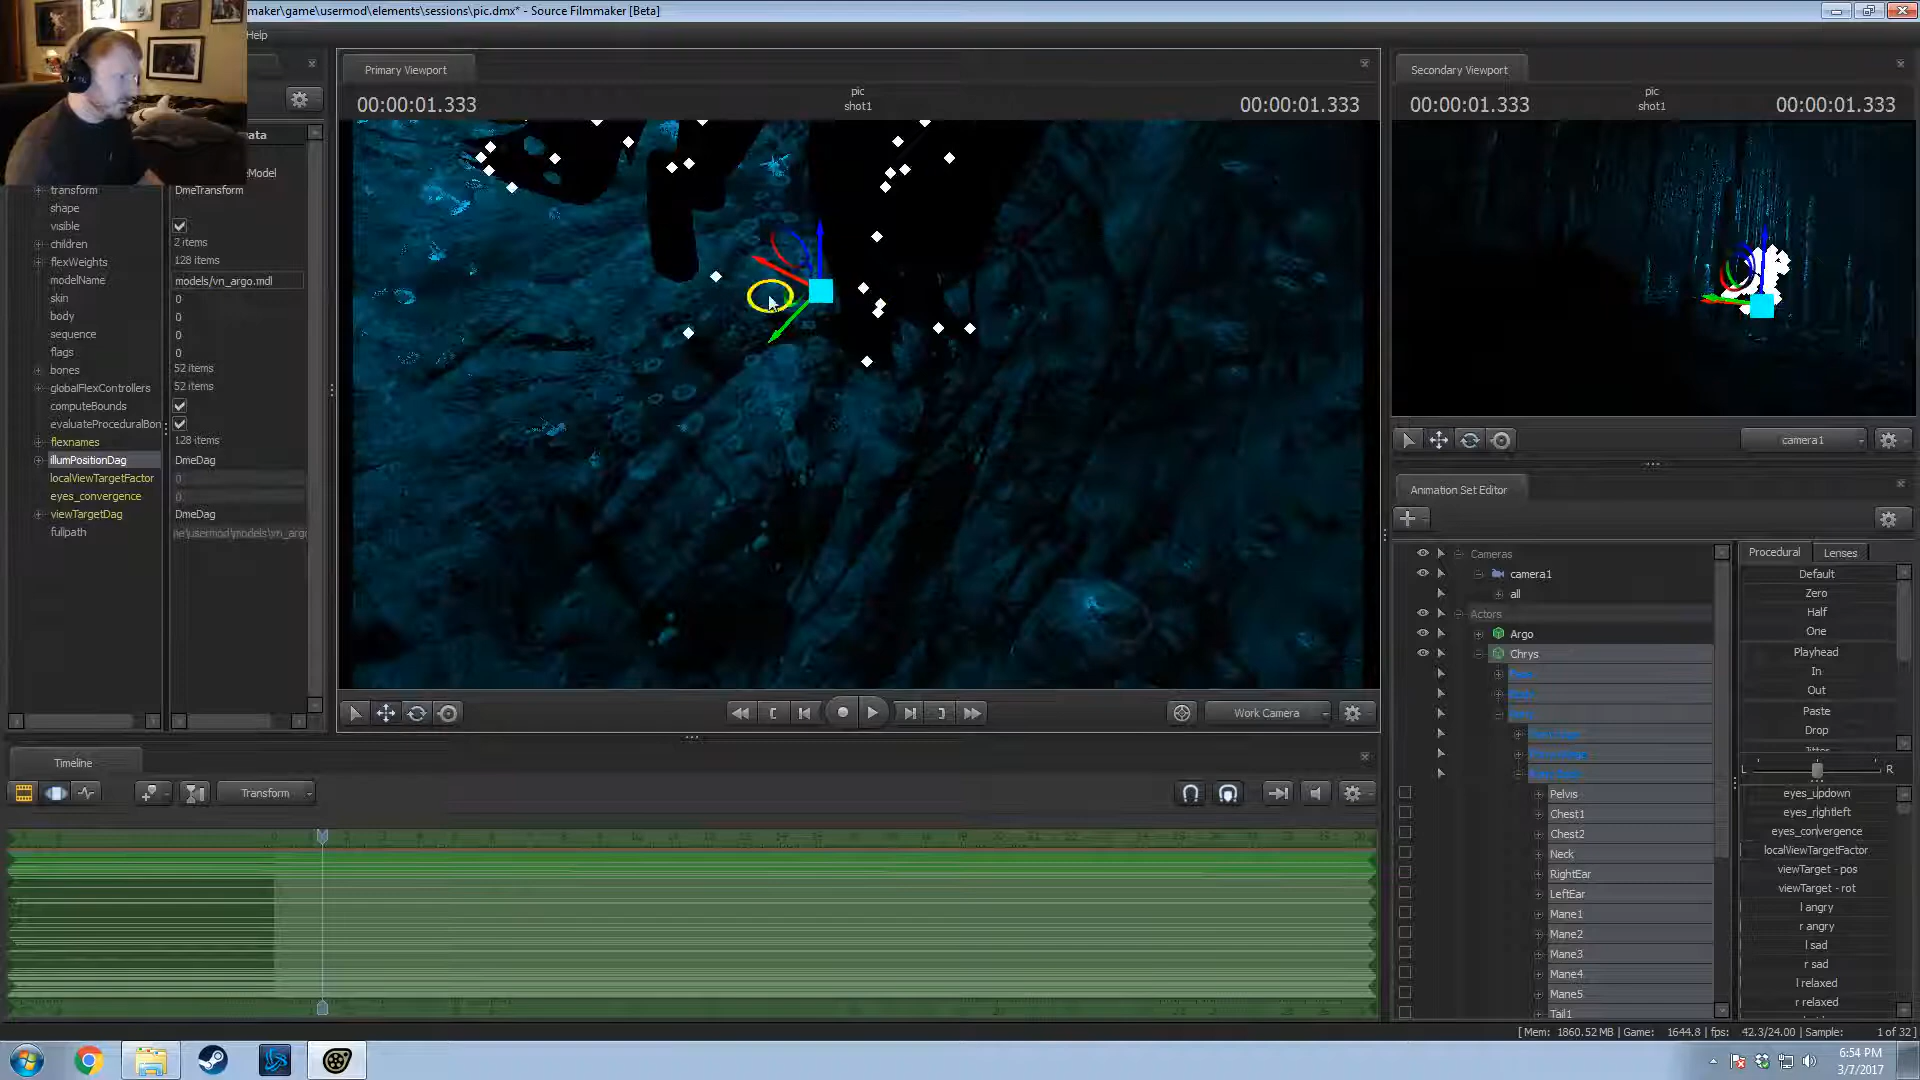 maker\game\usermod\elements\sessions\pic.dmx* - Source Filmmaker [Beta]
Help
Primary Viewport
00:00:01.333
pic
shot1
00:00:01.333
Secondary Viewport
00:00:01.333
pic
shot1
00:00:01.333
transform
DmeTransform
shape
visible
children
2 items
flexWeights
128 items
modelName
models/vn_argo.mdl
skin
0
body
0
sequence
0
flags
0
bones
52 items
globalFlexControllers
52 items
computeBounds
evaluateProceduralBon
flexnames
128 items
illumPositionDag
DmeDag
localViewTargetFactor
0
eyes_convergence
0
viewTargetDag
DmeDag
fullpath
Work Camera
camera1
Animation Set Editor
Cameras
camera1
all
Actors
Argo
Chrys
Pelvis
Chest1
Chest2
Neck
RightEar
LeftEar
Mane1
Mane2
Mane3
Mane4
Mane5
Tail1
Procedural
Lenses
Default
Zero
Half
One
Playhead
In
Out
Paste
Drop
Jitter
L
R
eyes_updown
eyes_rightleft
eyes_convergence
localViewTargetFactor
viewTarget - pos
viewTarget - rot
l angry
r angry
l sad
r sad
l relaxed
r relaxed
Timeline
Transform
[ Mem: 1860.52 MB | Game: 1644.8 | fps: 42.3/24.00 | Sample: 1 of 32 ]
6:54 PM
3/7/2017